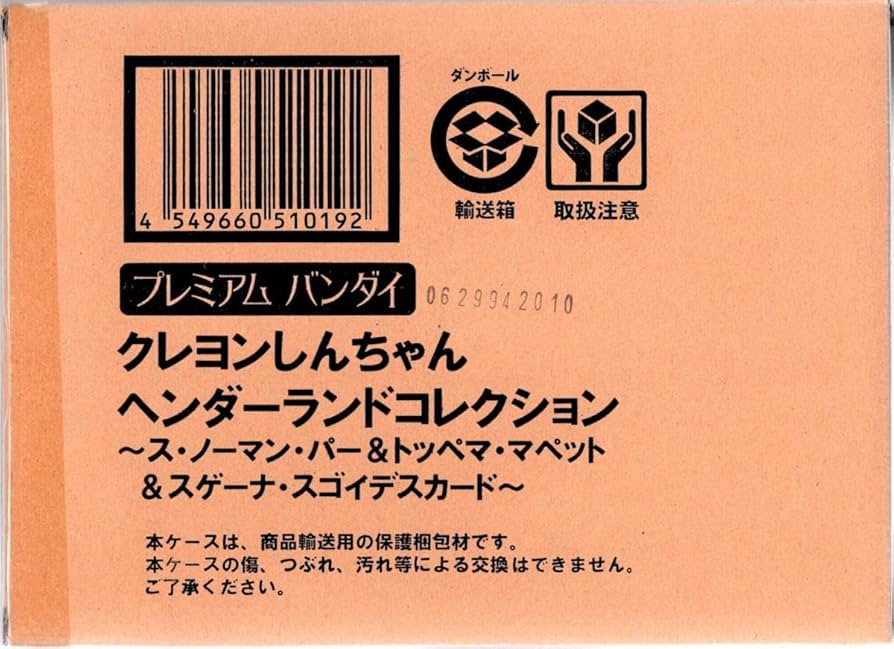 ダンボール
4 549660 510192
輸送箱
取扱注意
プレミアム バンダイ
0629942010
クレヨンしんちゃん
ヘンダーランドコレクション
～ス・ノーマン・パー＆トッペマ・マペット
＆スゲーナ・スゴイデスカード～
本ケースは、商品輸送用の保護梱包材です。
本ケースの傷、つぶれ、汚れ等による交換はできません。
ご了承ください。